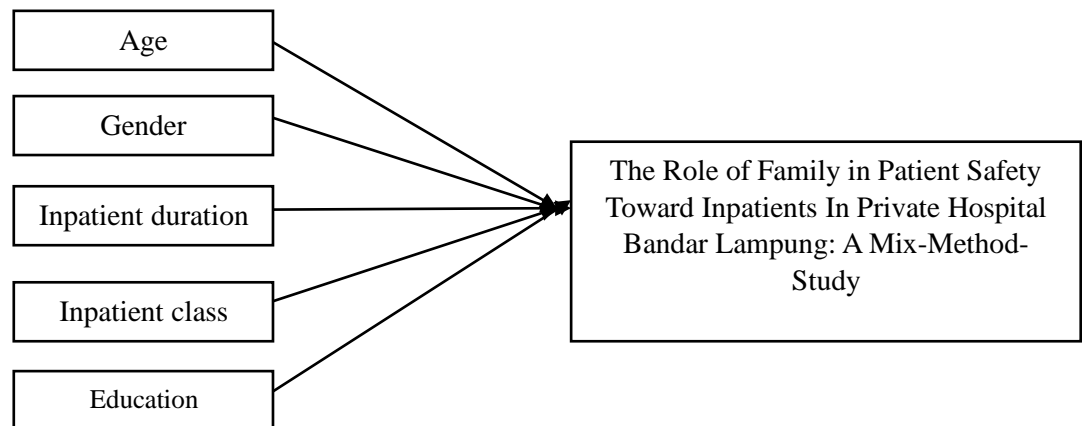 Age
Gender
Inpatient duration
Inpatient class
Education
The Role of Family in Patient Safety
Toward Inpatients In Private Hospital
Bandar Lampung: A Mix-Method-
Study